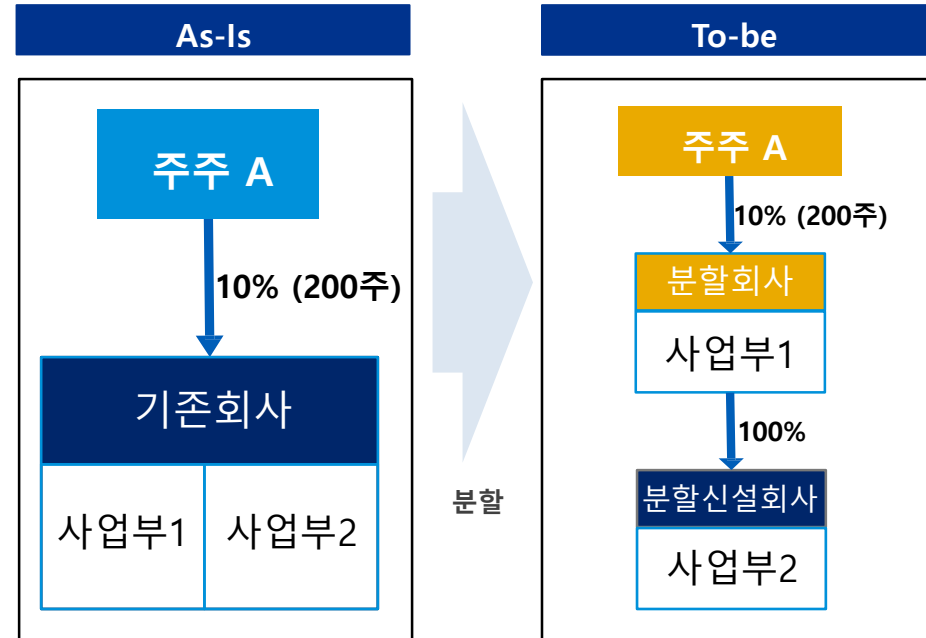 As-Is
주주 A
10% (200주)
기존회사
사업부1
사업부2
분할
To-be
주주 A
10% (200주)
분할회사
사업부1
100%
분할신설회사
사업부2